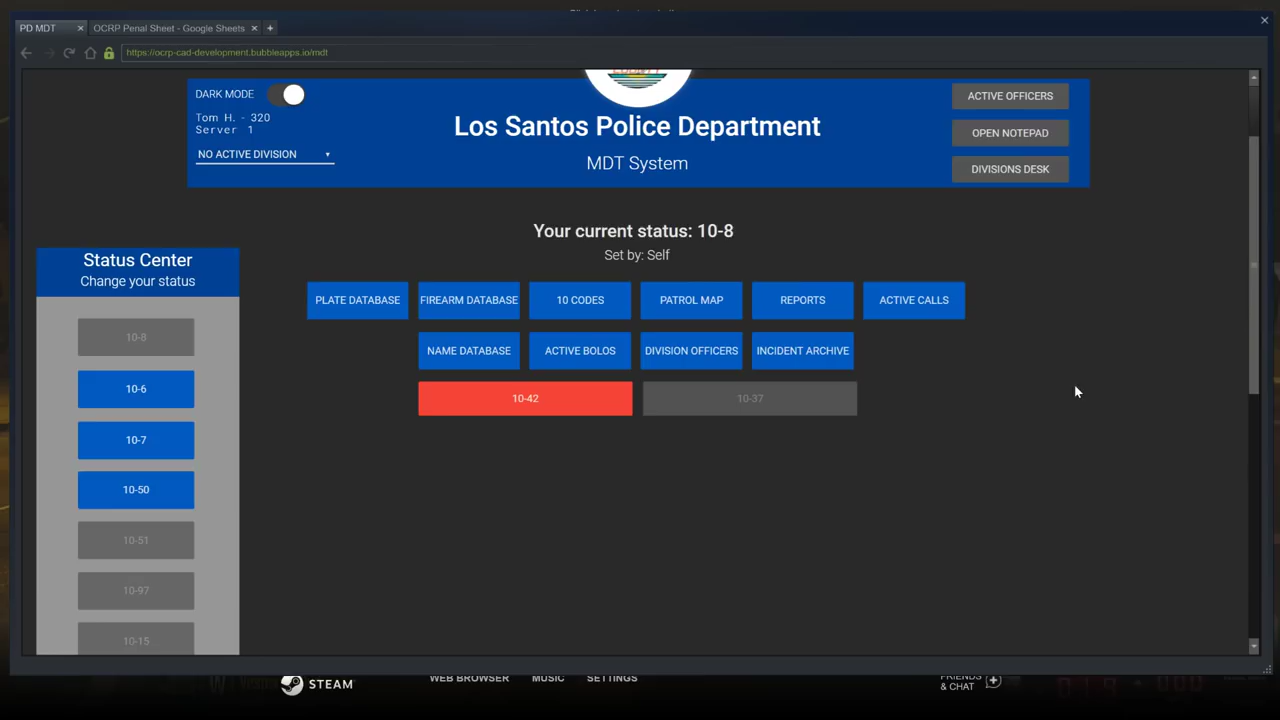 PD MDT
OCRP Penal Sheet - Google Sheets
https://ocrp-cad-development.bubbleapps.io/mdt
DARK MODE
Tom H. - 320
Server 1
NO ACTIVE DIVISION
Los Santos Police Department
MDT System
ACTIVE OFFICERS
OPEN NOTEPAD
DIVISIONS DESK
Your current status: 10-8
Set by: Self
Status Center
Change your status
10-8
10-6
10-7
10-50
10-51
10-97
10-15
PLATE DATABASE
FIREARM DATABASE
10 CODES
PATROL MAP
REPORTS
ACTIVE CALLS
NAME DATABASE
ACTIVE BOLOS
DIVISION OFFICERS
INCIDENT ARCHIVE
10-42
10-37
STEAM
WEB BROWSER
MUSIC
SETTINGS
FRIENDS
& CHAT